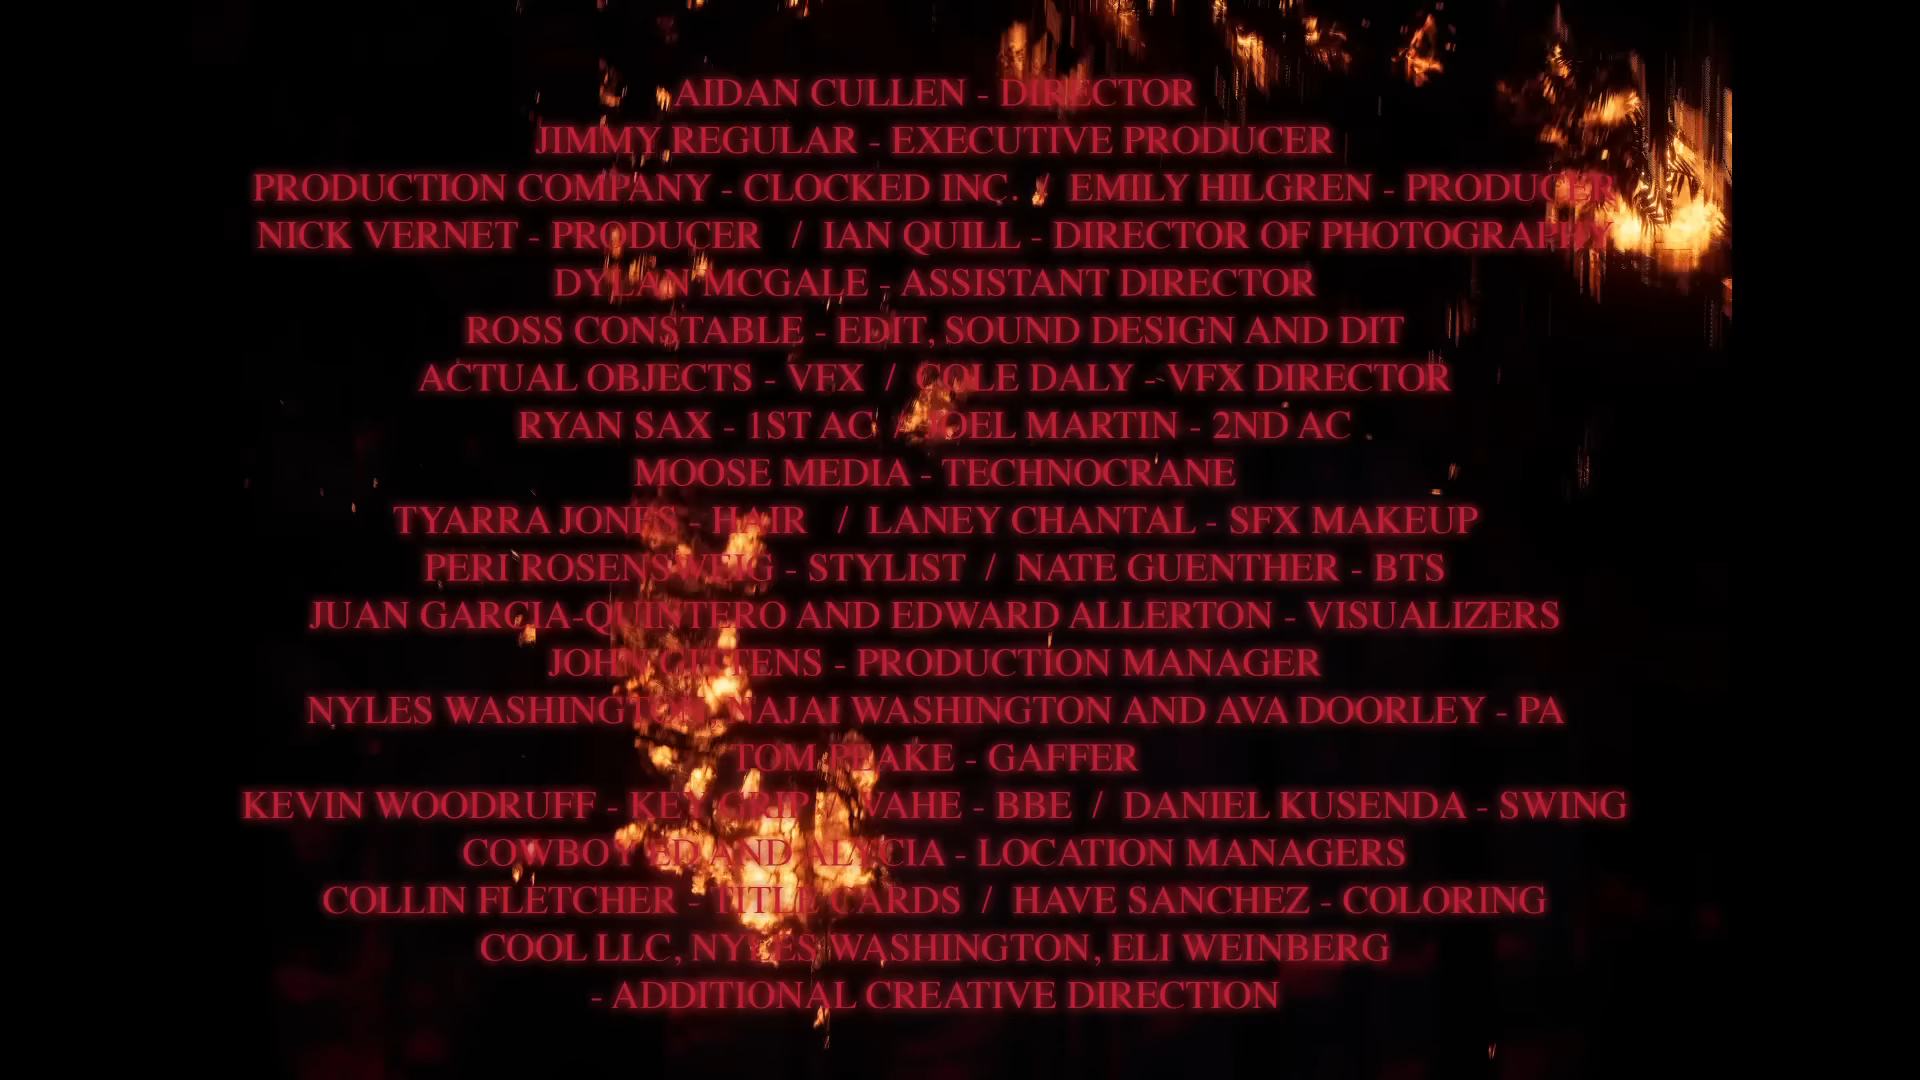 AIDAN CULLEN - DIRECTOR
JIMMY REGULAR - EXECUTIVE PRODUCER
PRODUCTION COMPANY - CLOCKED INC. / EMILY HILGREN - PRODUCER
NICK VERNET - PRODUCER / IAN QUILL - DIRECTOR OF PHOTOGRAPHY
DYLAN MCGALE - ASSISTANT DIRECTOR
ROSS CONSTABLE - EDIT, SOUND DESIGN AND DIT
ACTUAL OBJECTS - VFX / COLE DALY - VFX DIRECTOR
RYAN SAX - 1ST AC / JOEL MARTIN - 2ND AC
MOOSE MEDIA - TECHNOCRANE
TYARRA JONES - HAIR / LANEY CHANTAL - SFX MAKEUP
PERI ROSENSWEIG - STYLIST / NATE GUENTHER - BTS
JUAN GARCIA-QUINTERO AND EDWARD ALLERTON - VISUALIZERS
JOHN GITTENS - PRODUCTION MANAGER
NYLES WASHINGTON, NAJAI WASHINGTON AND AVA DOORLEY - PA
TOM PEAKE - GAFFER
KEVIN WOODRUFF - KEY GRIP / VAHE - BBE / DANIEL KUSENDA - SWING
COWBOY ED AND ALYCIA - LOCATION MANAGERS
COLLIN FLETCHER - TITLE CARDS / HAVE SANCHEZ - COLORING
COOL LLC, NYLES WASHINGTON, ELI WEINBERG
- ADDITIONAL CREATIVE DIRECTION